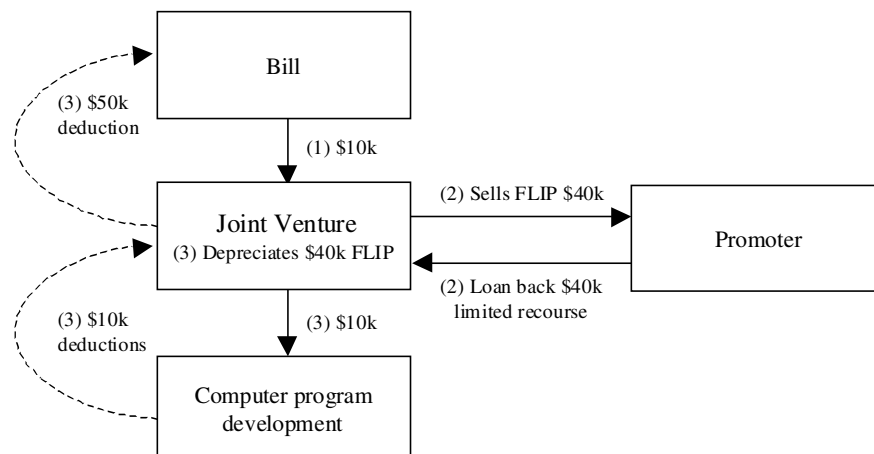 Bill
(3) $50k
deduction
(1) $10k
Joint Venture
(3) Depreciates $40k FLIP
(2) Sells FLIP $40k
Promoter
(2) Loan back $40k
limited recourse
(3) $10k
deductions
(3) $10k
Computer program
development